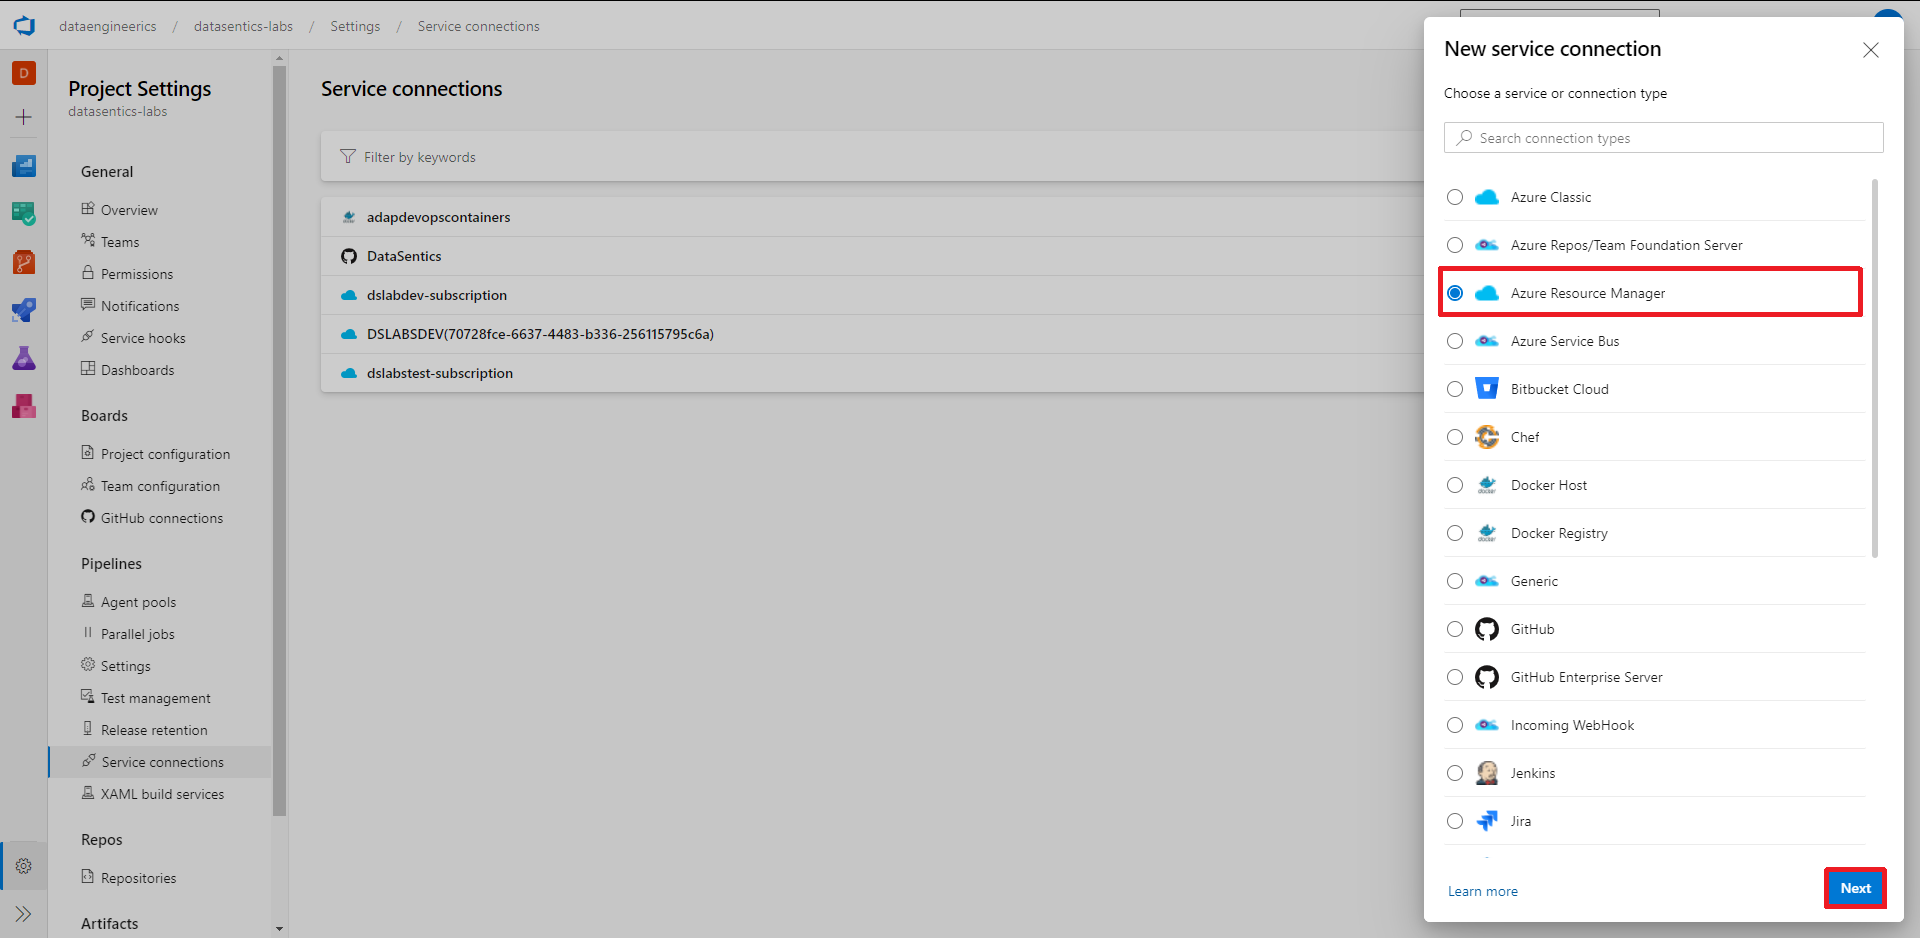 dataengineerics / datasentics-labs / Settings / Service connections
D
Project Settings
datasentics-labs
General
Overview
Teams
Permissions
Notifications
Service hooks
Dashboards
Boards
Project configuration
Team configuration
GitHub connections
Pipelines
Agent pools
Parallel jobs
Settings
Test management
Release retention
Service connections
XAML build services
Repos
Repositories
Artifacts
Service connections
Filter by keywords
adapdevopscontainers
DataSentics
dslabdev-subscription
DSLABSDEV(70728fce-6637-4483-b336-256115795c6a)
dslabstest-subscription
New service connection
Choose a service or connection type
Search connection types
Azure Classic
Azure Repos/Team Foundation Server
Azure Resource Manager
Azure Service Bus
Bitbucket Cloud
Chef
docker
Docker Host
docker
Docker Registry
Generic
GitHub
GitHub Enterprise Server
Incoming WebHook
Jenkins
Jira
Learn more
Next